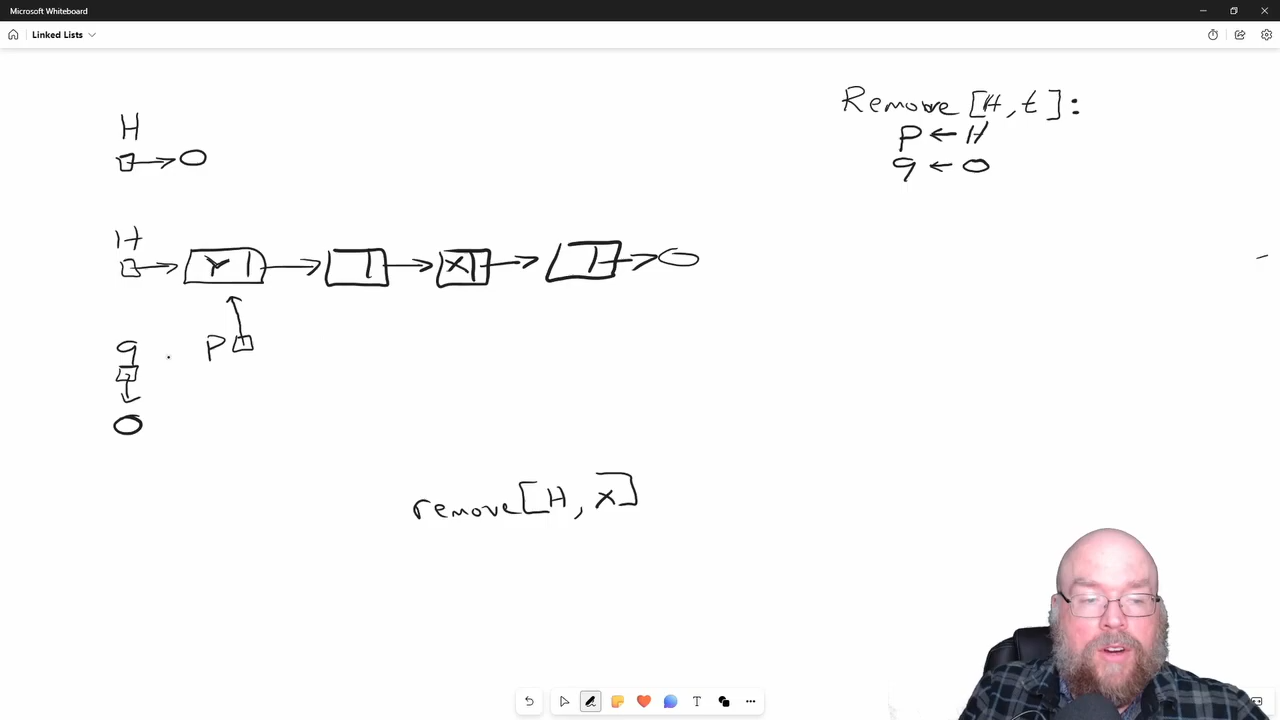 Microsoft Whiteboard
Linked Lists
Remove [H, t]:
p ← H
q ← 0
H
H
Y
X
p
q
remove[H, x]
T